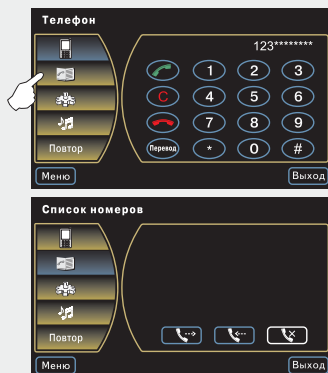 Телефон
123********
1 2 3
C 4 5 6
7 8 9
Повтор Перевод * 0 #
Меню Выход
Список номеров
Повтор
Меню Выход